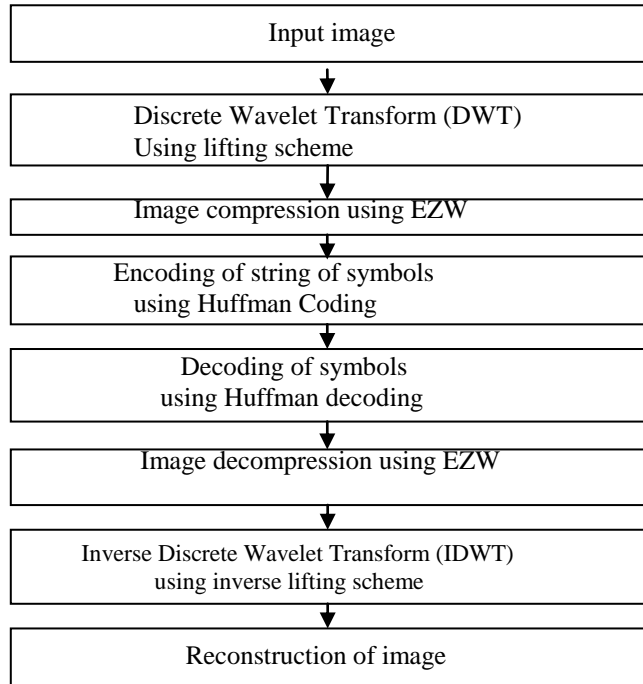 Input image
Discrete Wavelet Transform (DWT)
Using lifting scheme
Image compression using EZW
Encoding of string of symbols
using Huffman Coding
Decoding of symbols
using Huffman decoding
Image decompression using EZW
Inverse Discrete Wavelet Transform (IDWT)
using inverse lifting scheme
Reconstruction of image